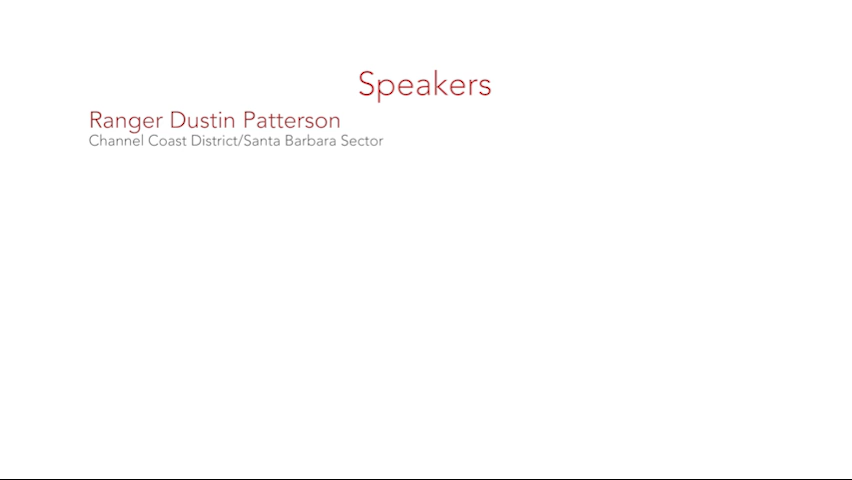 Speakers
Ranger Dustin Patterson
Channel Coast District/Santa Barbara Sector